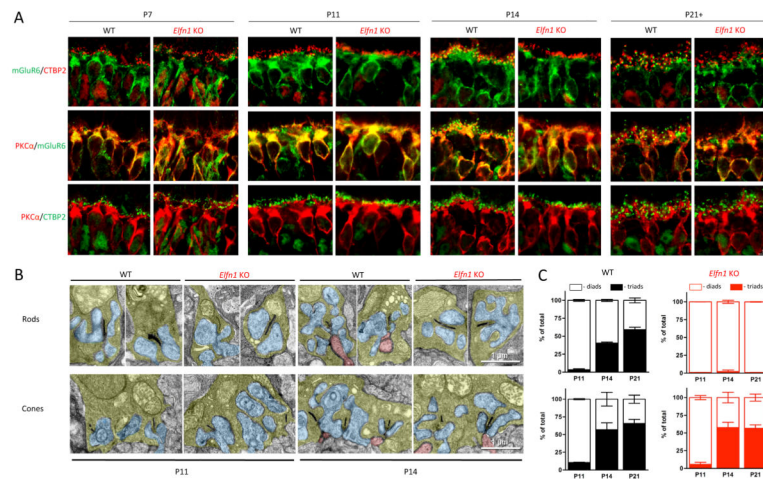 A
P7
P11
P14
P21+
WT
Elfn1 KO
WT
Elfn1 KO
WT
Elfn1 KO
WT
Elfn1 KO
mGluR6/CTBP2
PKCα/mGluR6
PKCα/CTBP2
B
WT
Elfn1 KO
WT
Elfn1 KO
Rods
1 µm
Cones
1 µm
P11
P14
C
WT
Elfn1 KO
- diads
- triads
- diads
- triads
% of total
100
75
50
25
0
P11 P14 P21
% of total
100
75
50
25
0
P11 P14 P21
% of total
100
75
50
25
0
P11 P14 P21
% of total
100
75
50
25
0
P11 P14 P21